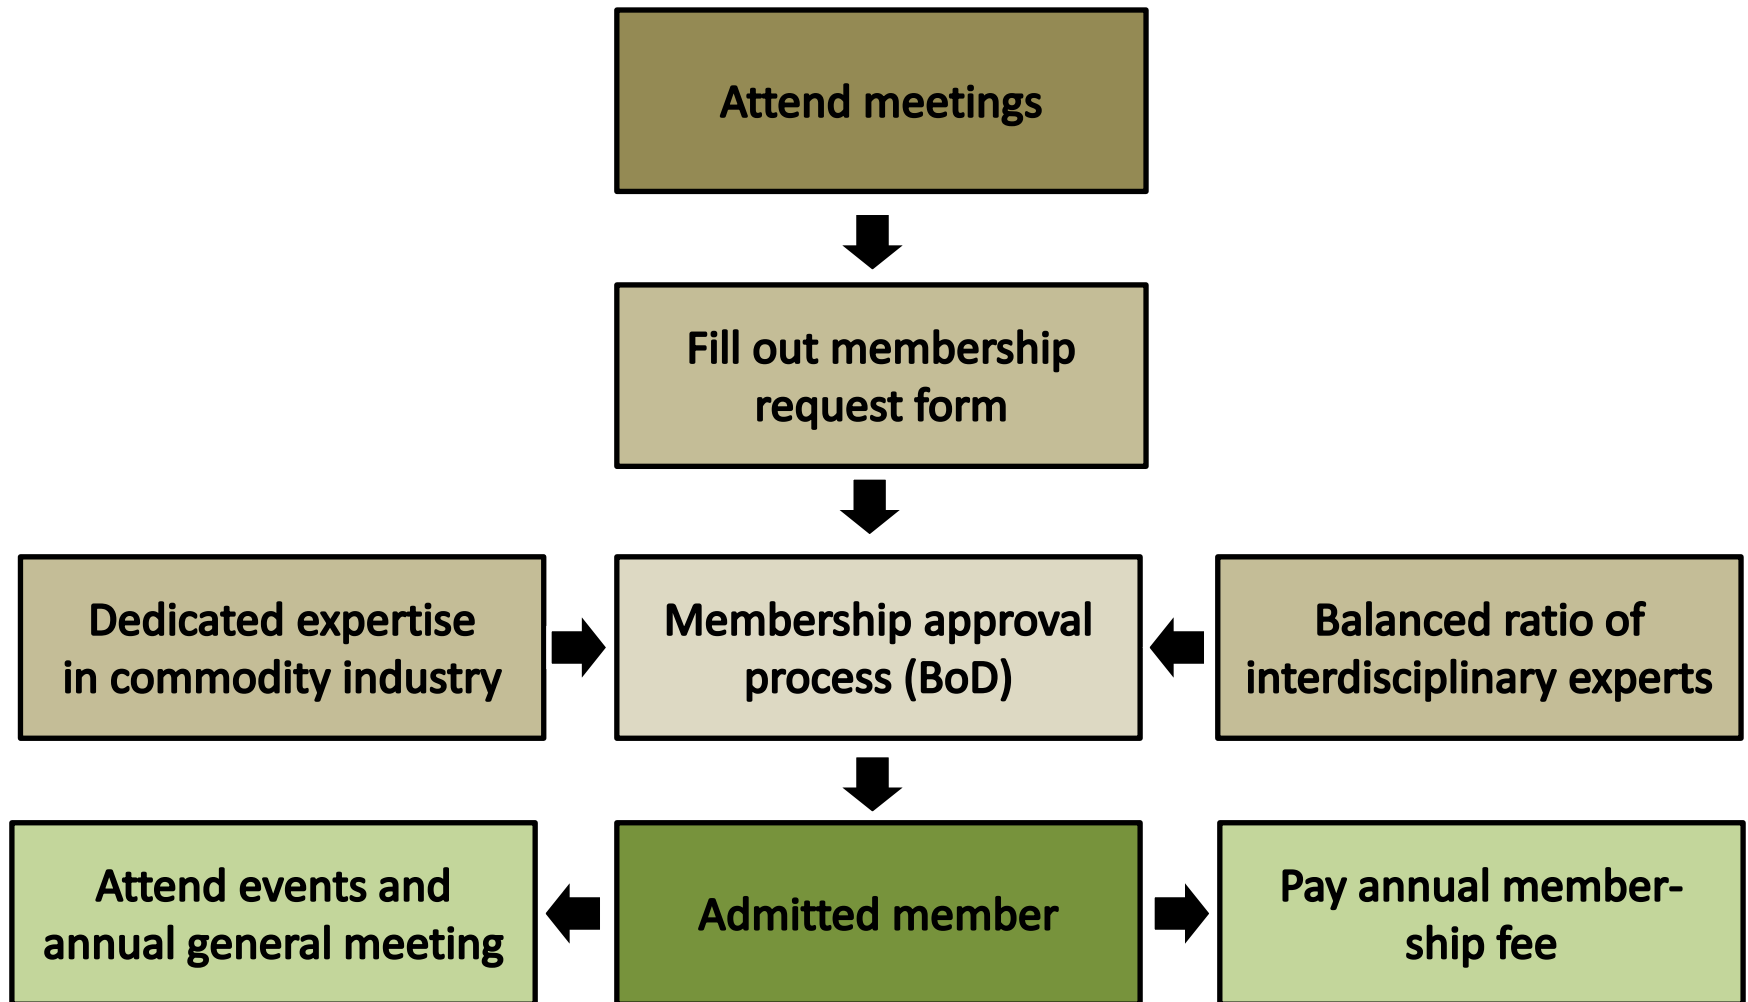 Attend meetings
Fill out membership
request form
Dedicated expertise
in commodity industry
Membership approval
process (BoD)
Balanced ratio of
interdisciplinary experts
Attend events and
annual general meeting
Admitted member
Pay annual member-
ship fee